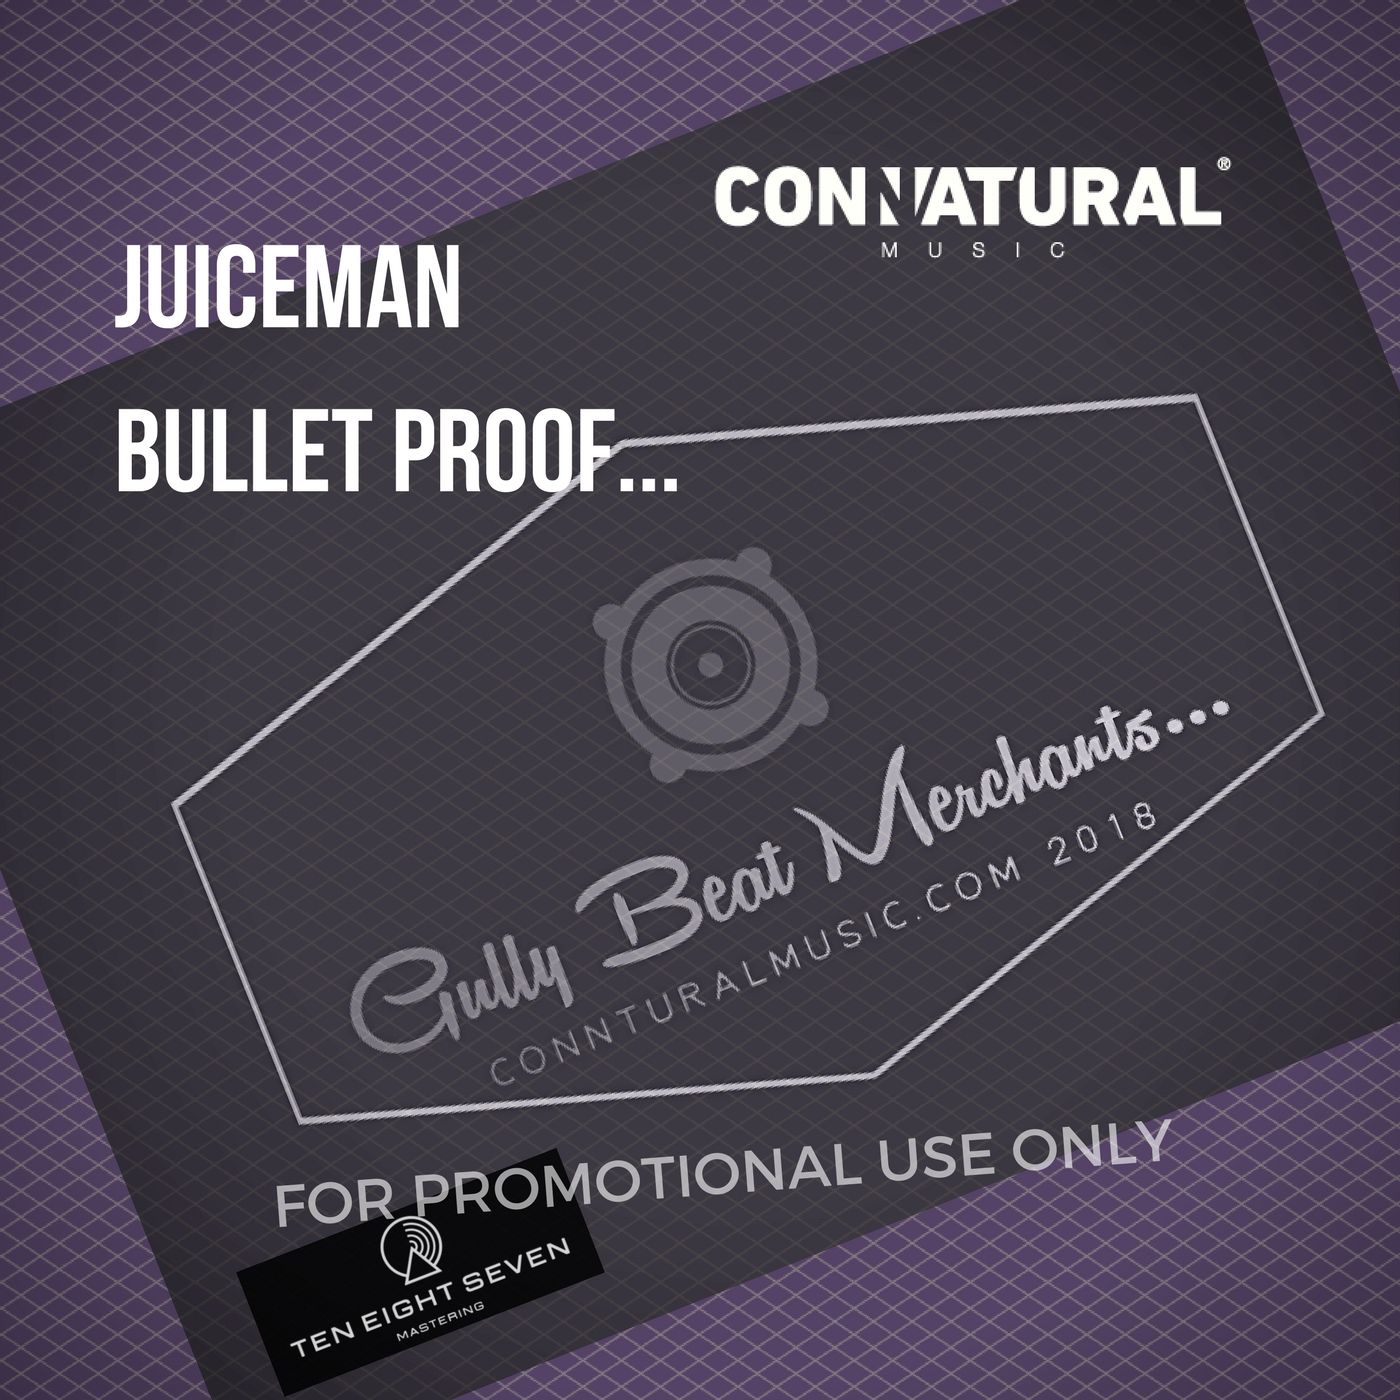 CONNATURAL®
MUSIC
JUICEMAN
BULLET PROOF...
Gully Beat Merchants...
CONNTURALMUSIC.COM 2018
FOR PROMOTIONAL USE ONLY
TEN EIGHT SEVEN
MASTERING